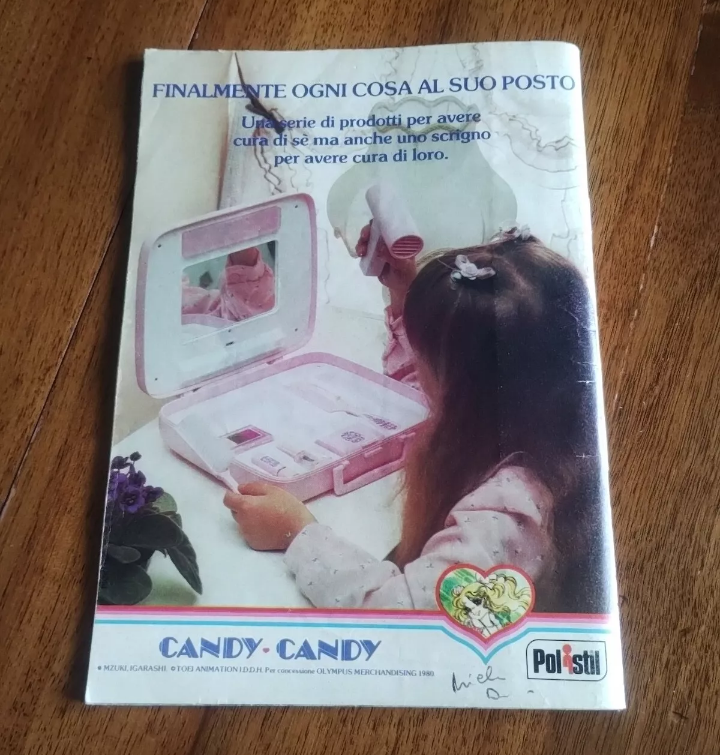 FINALMENTE OGNI COSA AL SUO POSTO
Una serie di prodotti per avere
cura di sé ma anche uno scrigno
per avere cura di loro.
CANDY CANDY
MZUKI, IGARASHI. © TOEI ANIMATION I.D.D.H. Per concessione OLYMPUS MERCHANDISING 1980
Polistil